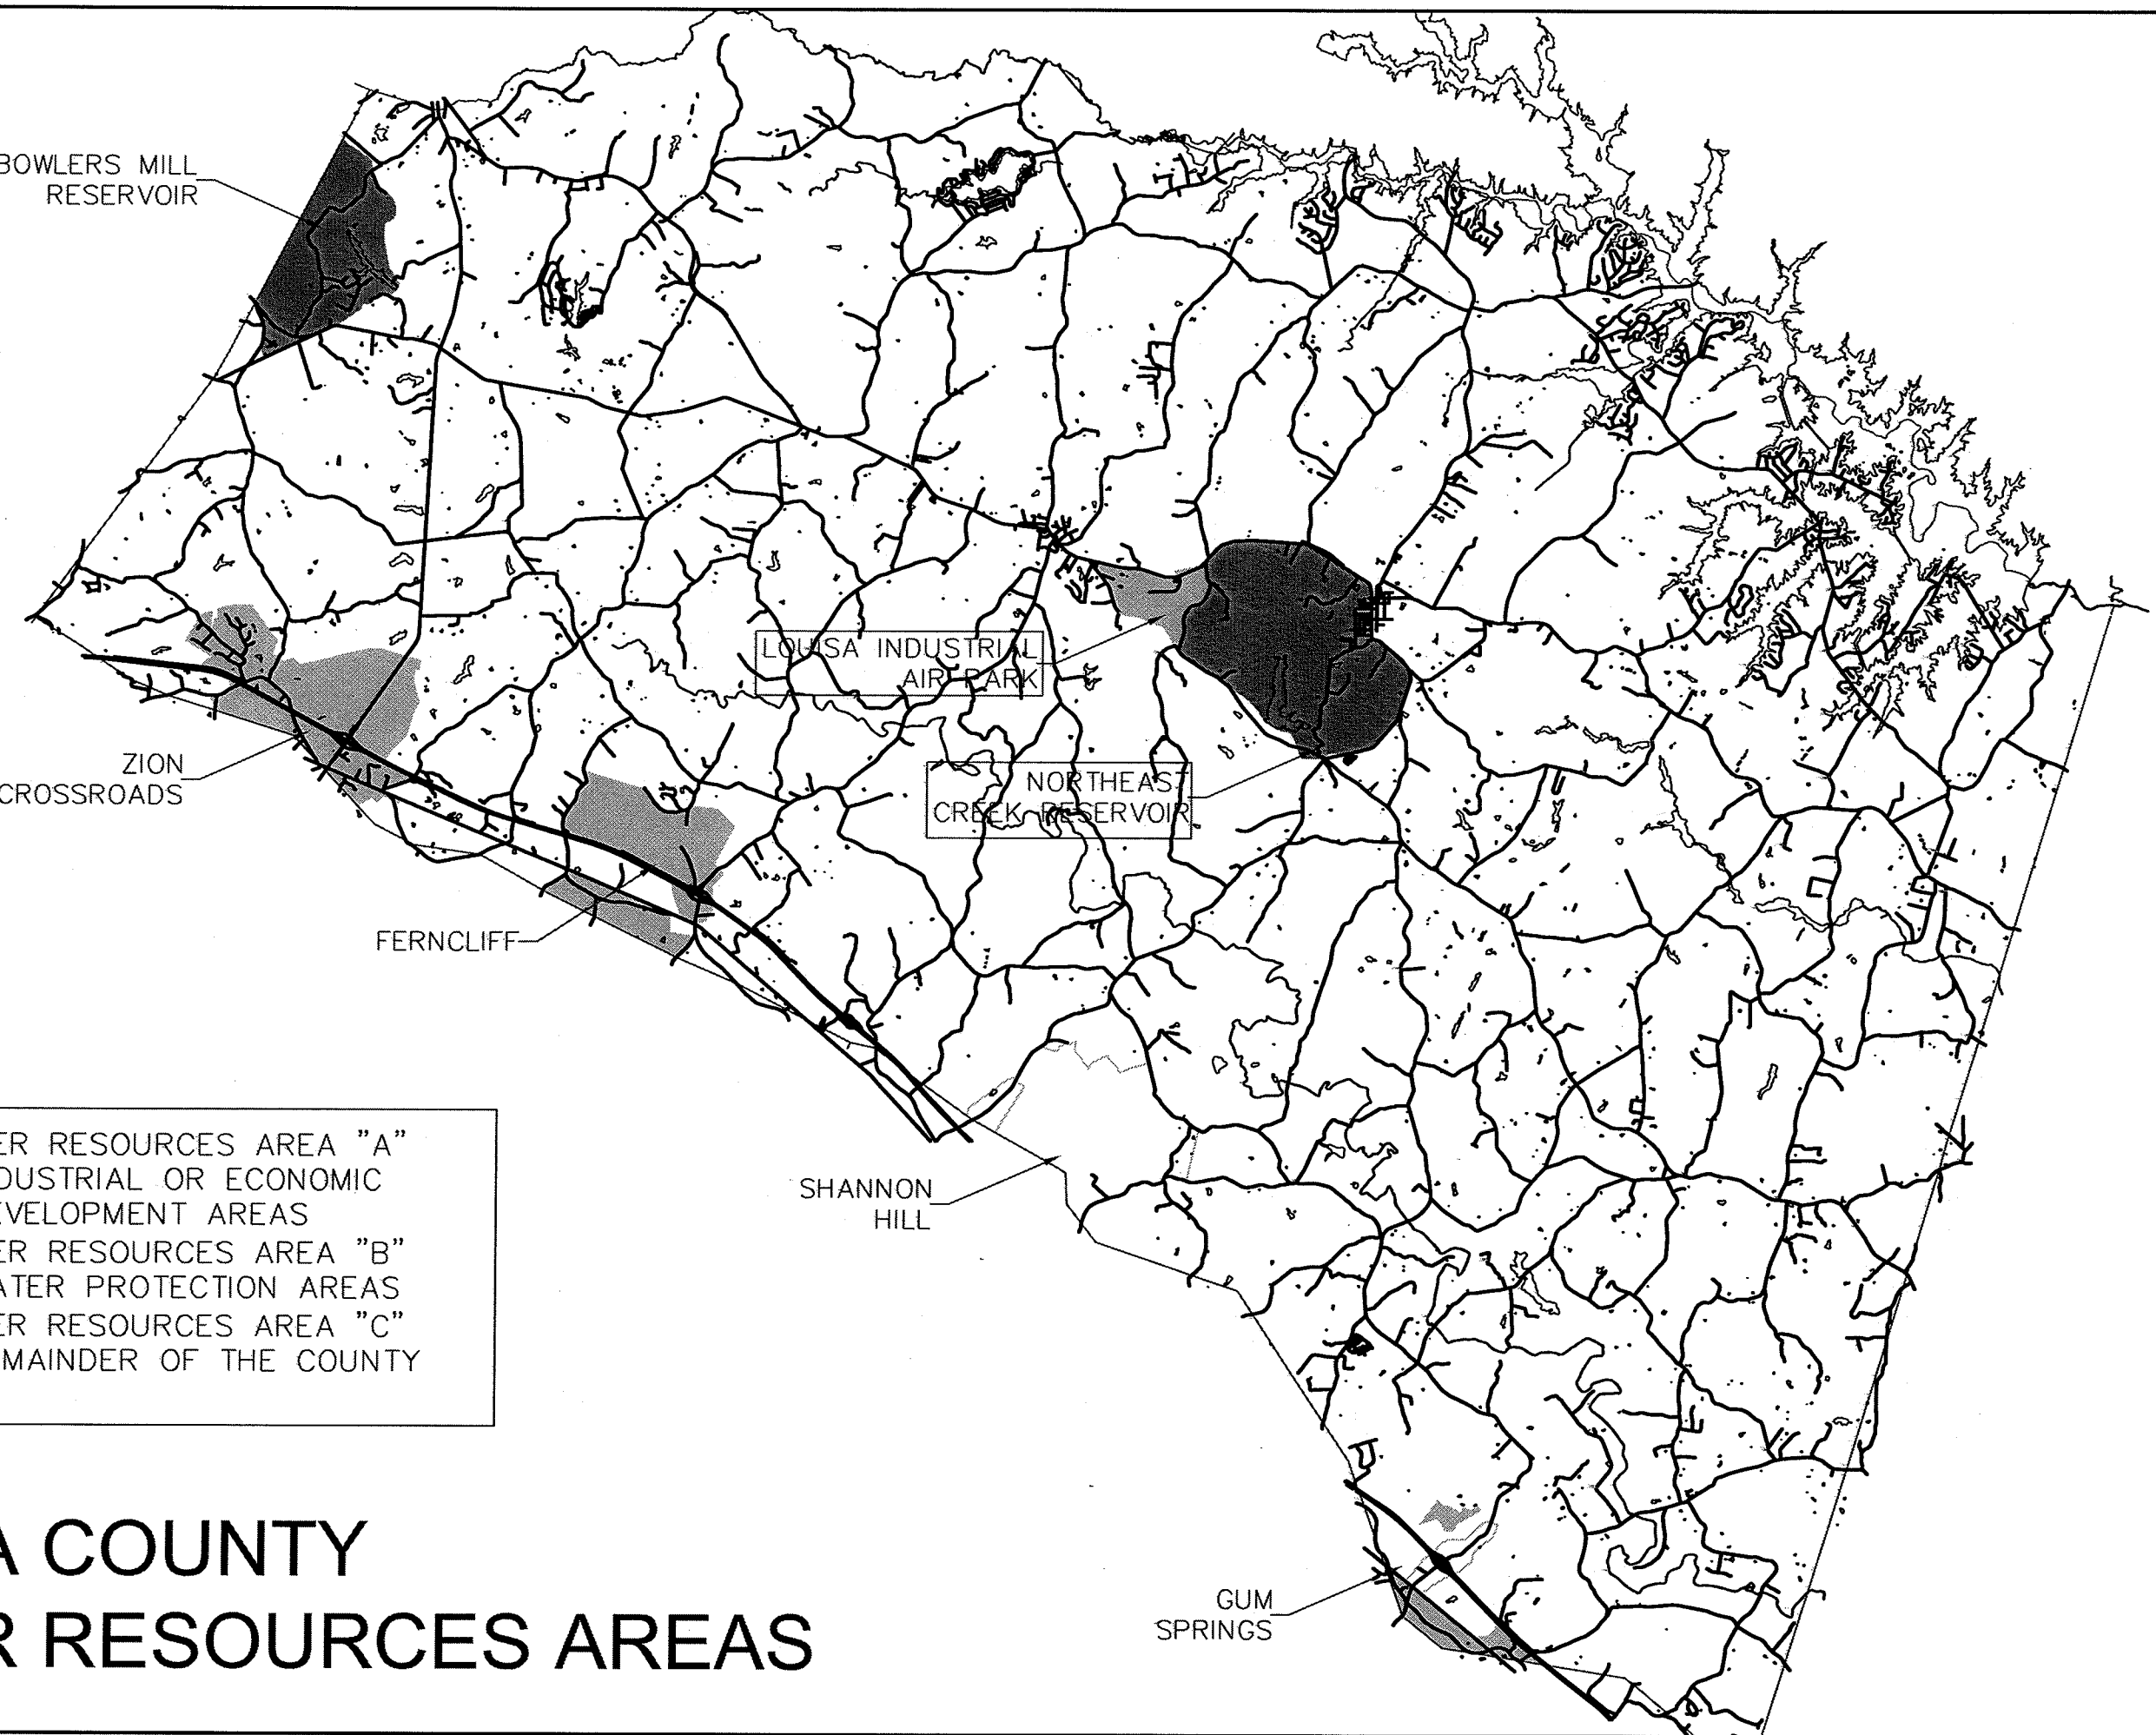 BOWLERS MILL
RESERVOIR
LOUISA INDUSTRIAL
AIR PARK
ZION
CROSSROADS
NORTHEAST
CREEK RESERVOIR
FERNCLIFF
SHANNON
HILL
GUM
SPRINGS
ER RESOURCES AREA "A"
DUSTRIAL OR ECONOMIC
EVELOPMENT AREAS
ER RESOURCES AREA "B"
ATER PROTECTION AREAS
ER RESOURCES AREA "C"
MAINDER OF THE COUNTY
A COUNTY
R RESOURCES AREAS